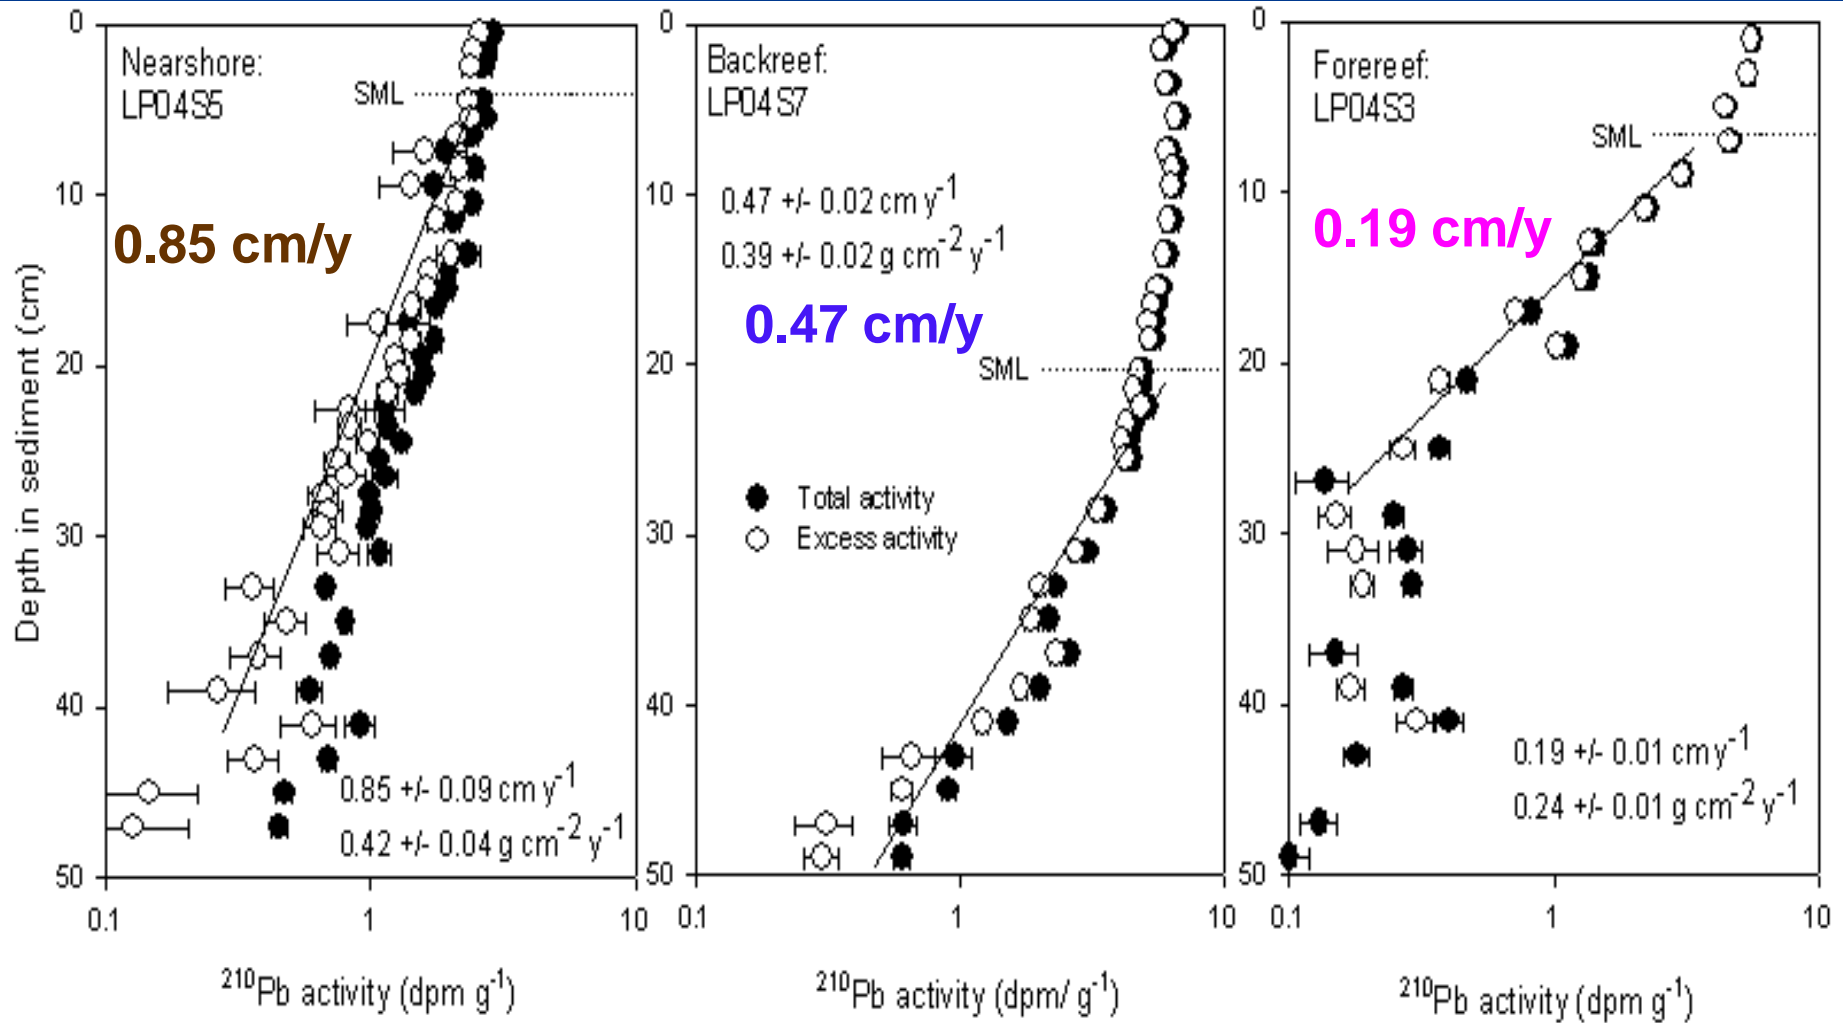 Nearshore:
LP04S5
SML
0.85 cm/y
0.85 +/- 0.09 cm y-1
0.42 +/- 0.04 g cm-2 y-1
0
10
20
30
40
50
0.1
1
10
Depth in sediment (cm)
210Pb activity (dpm g-1)
Backreef:
LP04S7
0.47 +/- 0.02 cm y-1
0.39 +/- 0.02 g cm-2 y-1
0.47 cm/y
SML
Total activity
Excess activity
0
10
20
30
40
50
0.1
1
10
210Pb activity (dpm/ g-1)
Forereef:
LP04S3
SML
0.19 cm/y
0.19 +/- 0.01 cm y-1
0.24 +/- 0.01 g cm-2 y-1
0
10
20
30
40
50
0.1
1
10
210Pb activity (dpm g-1)